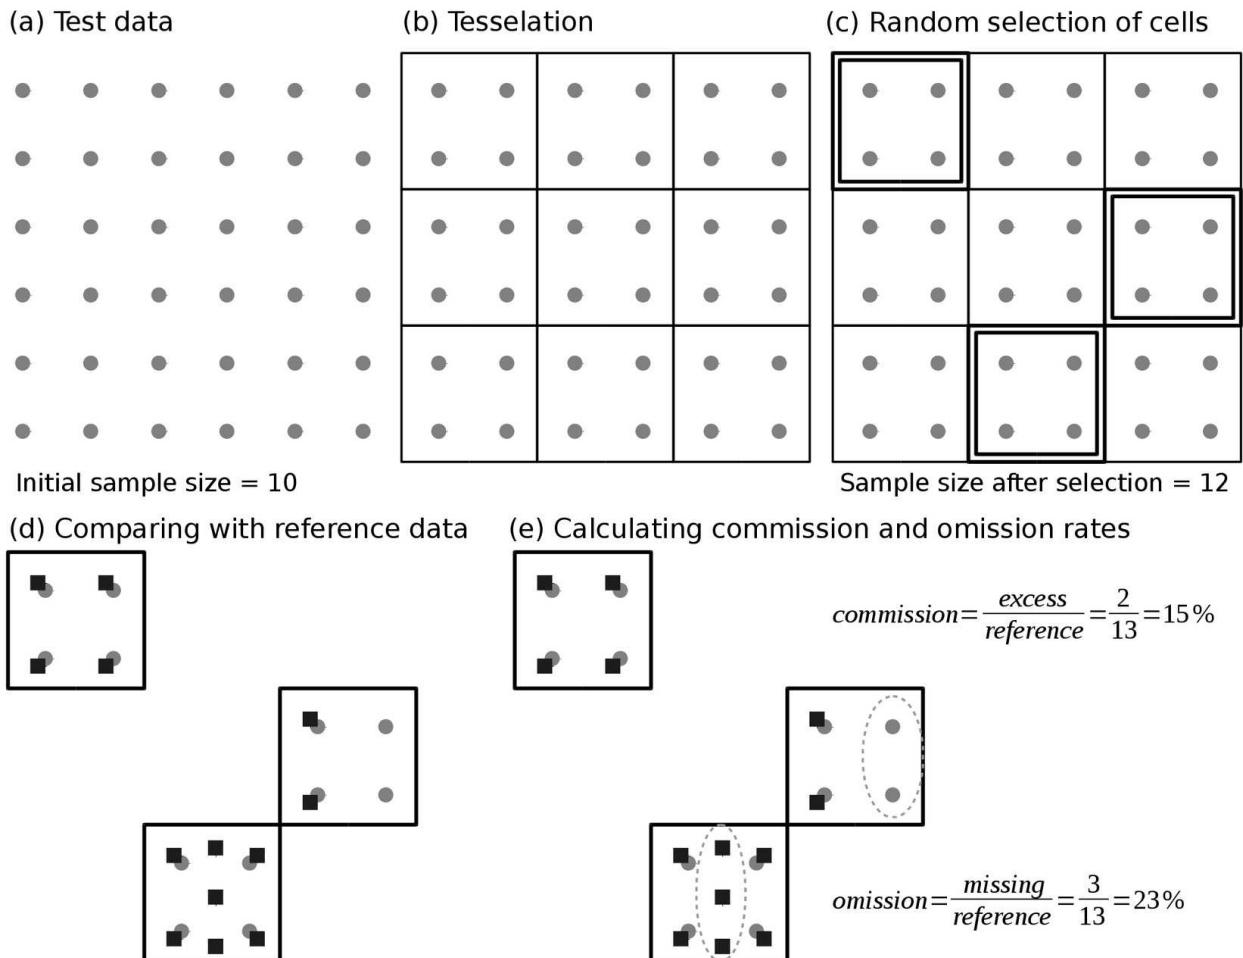 (a) Test data
(b) Tesselation
(c) Random selection of cells
Initial sample size = 10
Sample size after selection = 12
(d) Comparing with reference data
(e) Calculating commission and omission rates
commission = excess/reference = 2/13 = 15%
omission = missing/reference = 3/13 = 23%